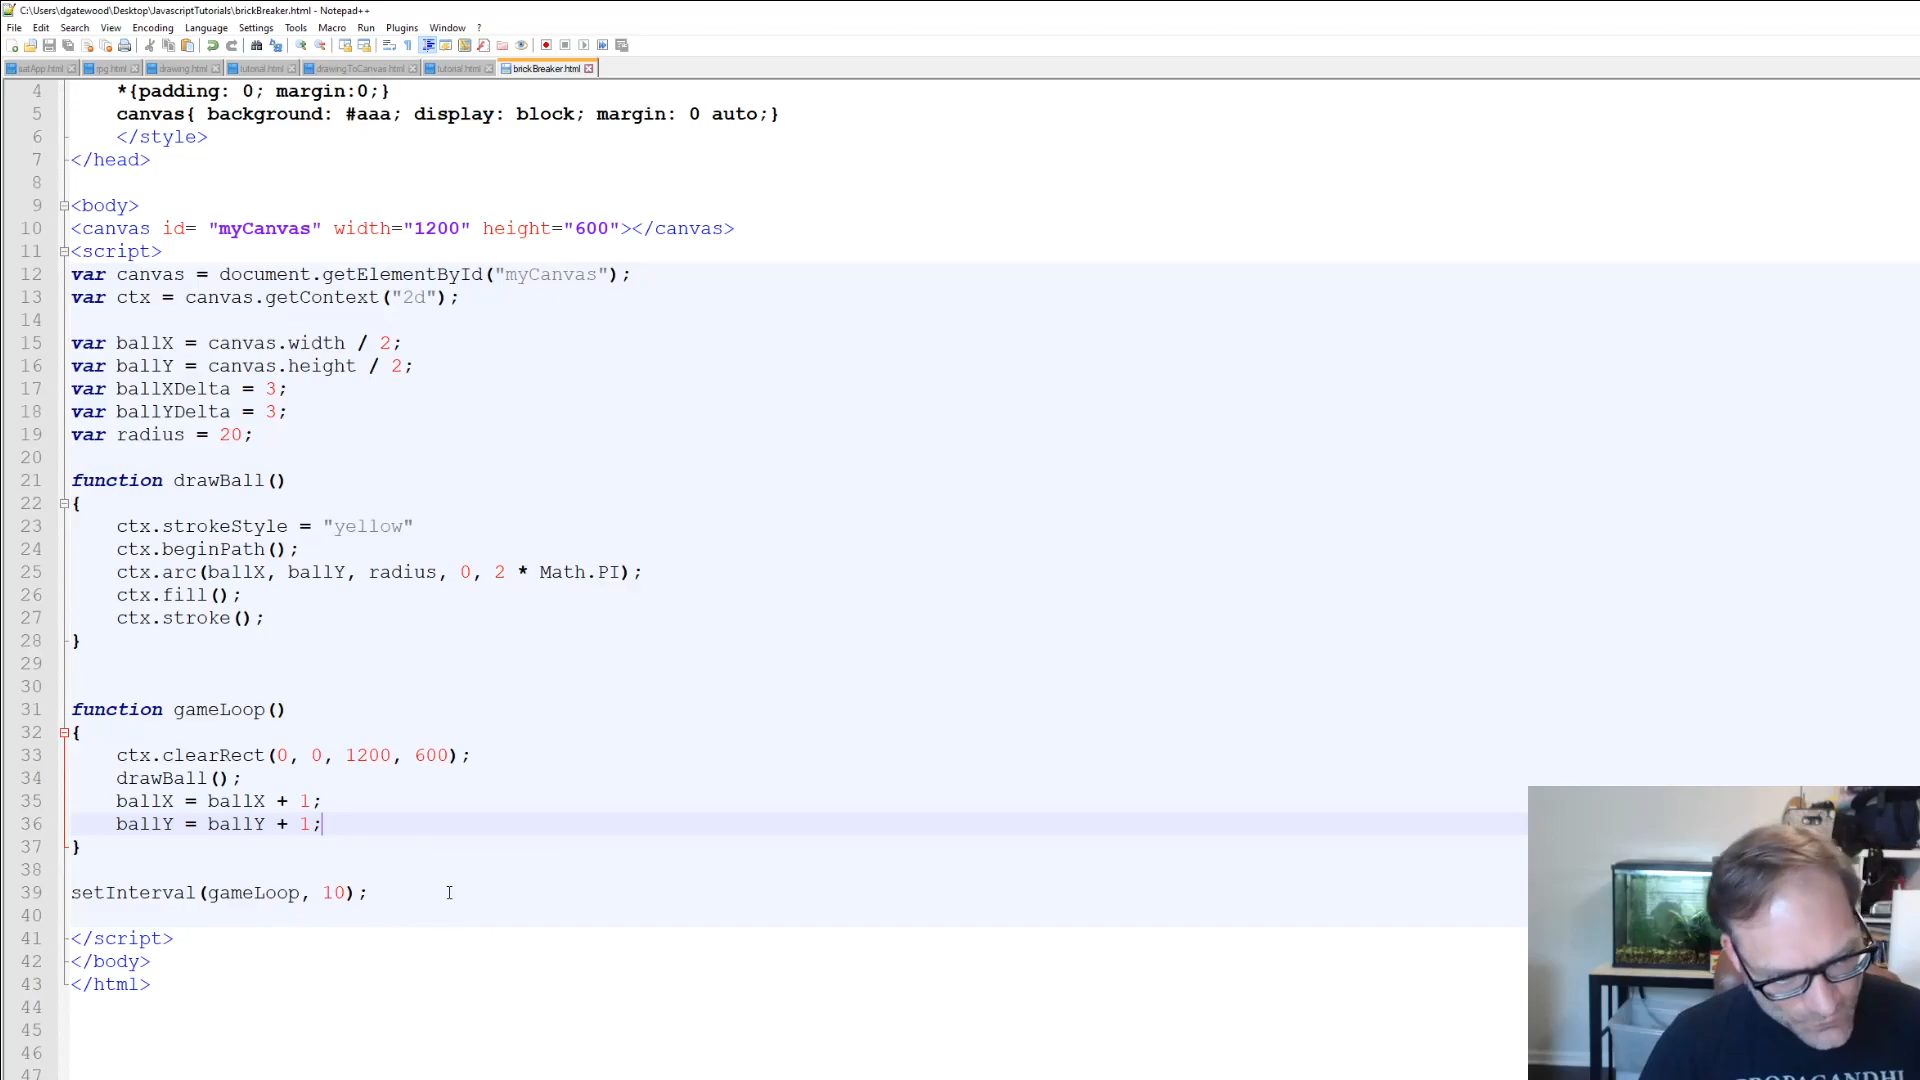 C:\Users\dgatewood\Desktop\JavascriptTutorials\brickBreaker.html - Notepad++
File Edit Search View Encoding Language Settings Tools Macro Run Plugins Window ?
satApp.html rpg.html drawing.html tutorial.html drawingToCanvas.html tutorial.html brickBreaker.html
4 *{padding: 0; margin:0;}
5 canvas{ background: #aaa; display: block; margin: 0 auto;}
6 </style>
7 </head>
8
9 <body>
10 <canvas id= "myCanvas" width="1200" height="600"></canvas>
11 <script>
12 var canvas = document.getElementById("myCanvas");
13 var ctx = canvas.getContext("2d");
14
15 var ballX = canvas.width / 2;
16 var ballY = canvas.height / 2;
17 var ballXDelta = 3;
18 var ballYDelta = 3;
19 var radius = 20;
20
21 function drawBall()
22 {
23 ctx.strokeStyle = "yellow"
24 ctx.beginPath();
25 ctx.arc(ballX, ballY, radius, 0, 2 * Math.PI);
26 ctx.fill();
27 ctx.stroke();
28 }
29
30
31 function gameLoop()
32 {
33 ctx.clearRect(0, 0, 1200, 600);
34 drawBall();
35 ballX = ballX + 1;
36 ballY = ballY + 1;
37 }
38
39 setInterval(gameLoop, 10);
40
41 </script>
42 </body>
43 </html>
44
45
46
47
PROPAGANDHI